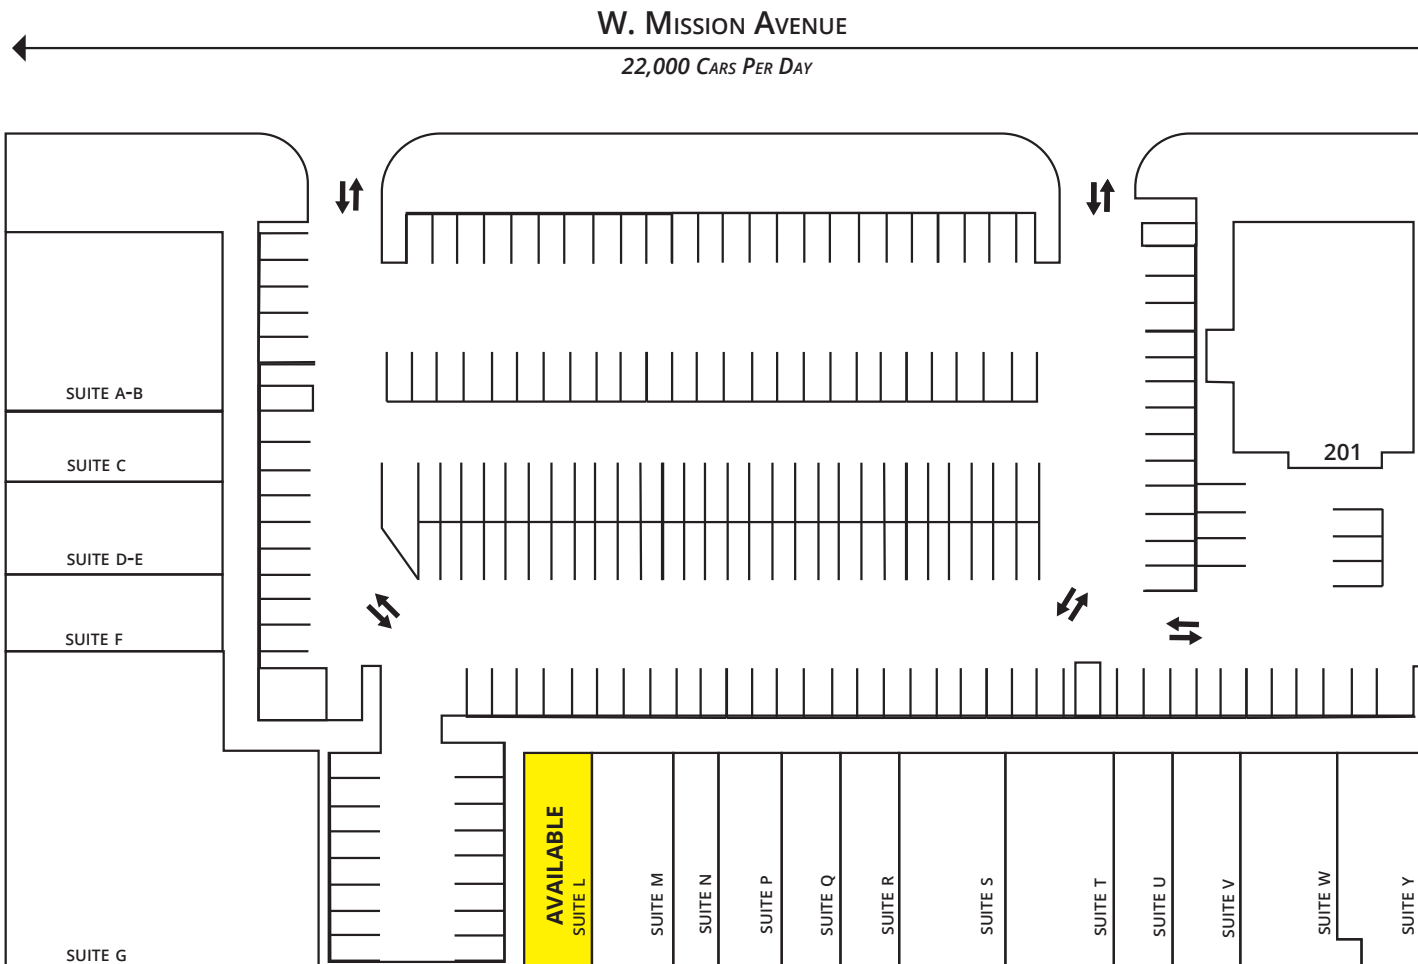 W. Mission Avenue
22,000 Cars Per Day
SUITE A-B
SUITE C
201
SUITE D-E
SUITE F
SUITE G
AVAILABLE
SUITE L
SUITE M
SUITE N
SUITE P
SUITE Q
SUITE R
SUITE S
SUITE T
SUITE U
SUITE V
SUITE W
SUITE Y